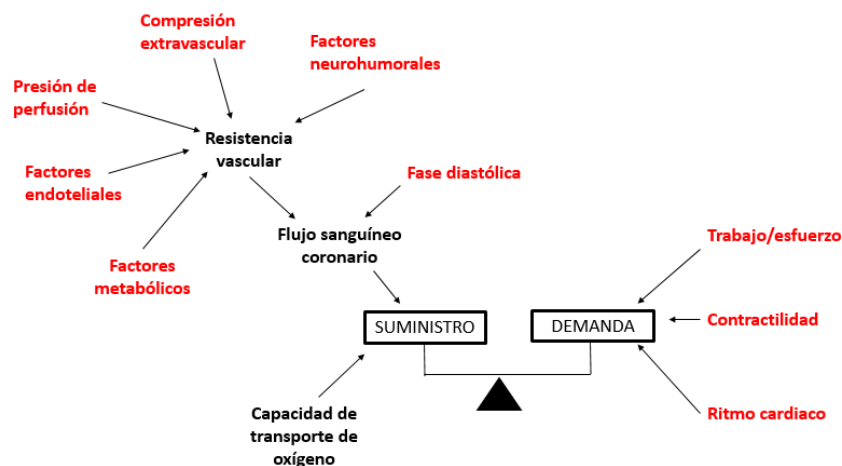 Compresión
extravascular
Factores
neurohumorales
Presión de
perfusión
Resistencia
vascular
Factores
endoteliales
Fase diastólica
Flujo sanguíneo
coronario
Trabajo/esfuerzo
Factores
metabólicos
SUMINISTRO
DEMANDA
Contractilidad
Capacidad de
transporte de
oxígeno
Ritmo cardiaco